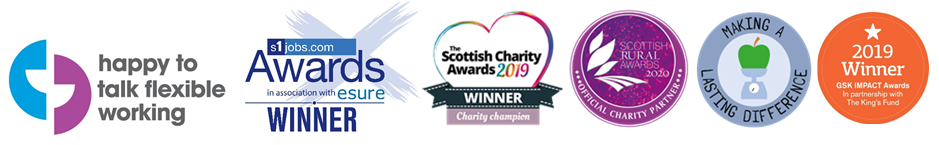 happy to
talk flexible
working
s1jobs.com
Awards
in association with esure
WINNER
The
Scottish Charity
Awards 2019
WINNER
Charity champion
SCOTTISH
RURAL
AWARDS
2020
OFFICIAL CHARITY PARTNER
MAKING A
LASTING DIFFERENCE
2019
Winner
GSK IMPACT Awards
In partnership with
The King's Fund